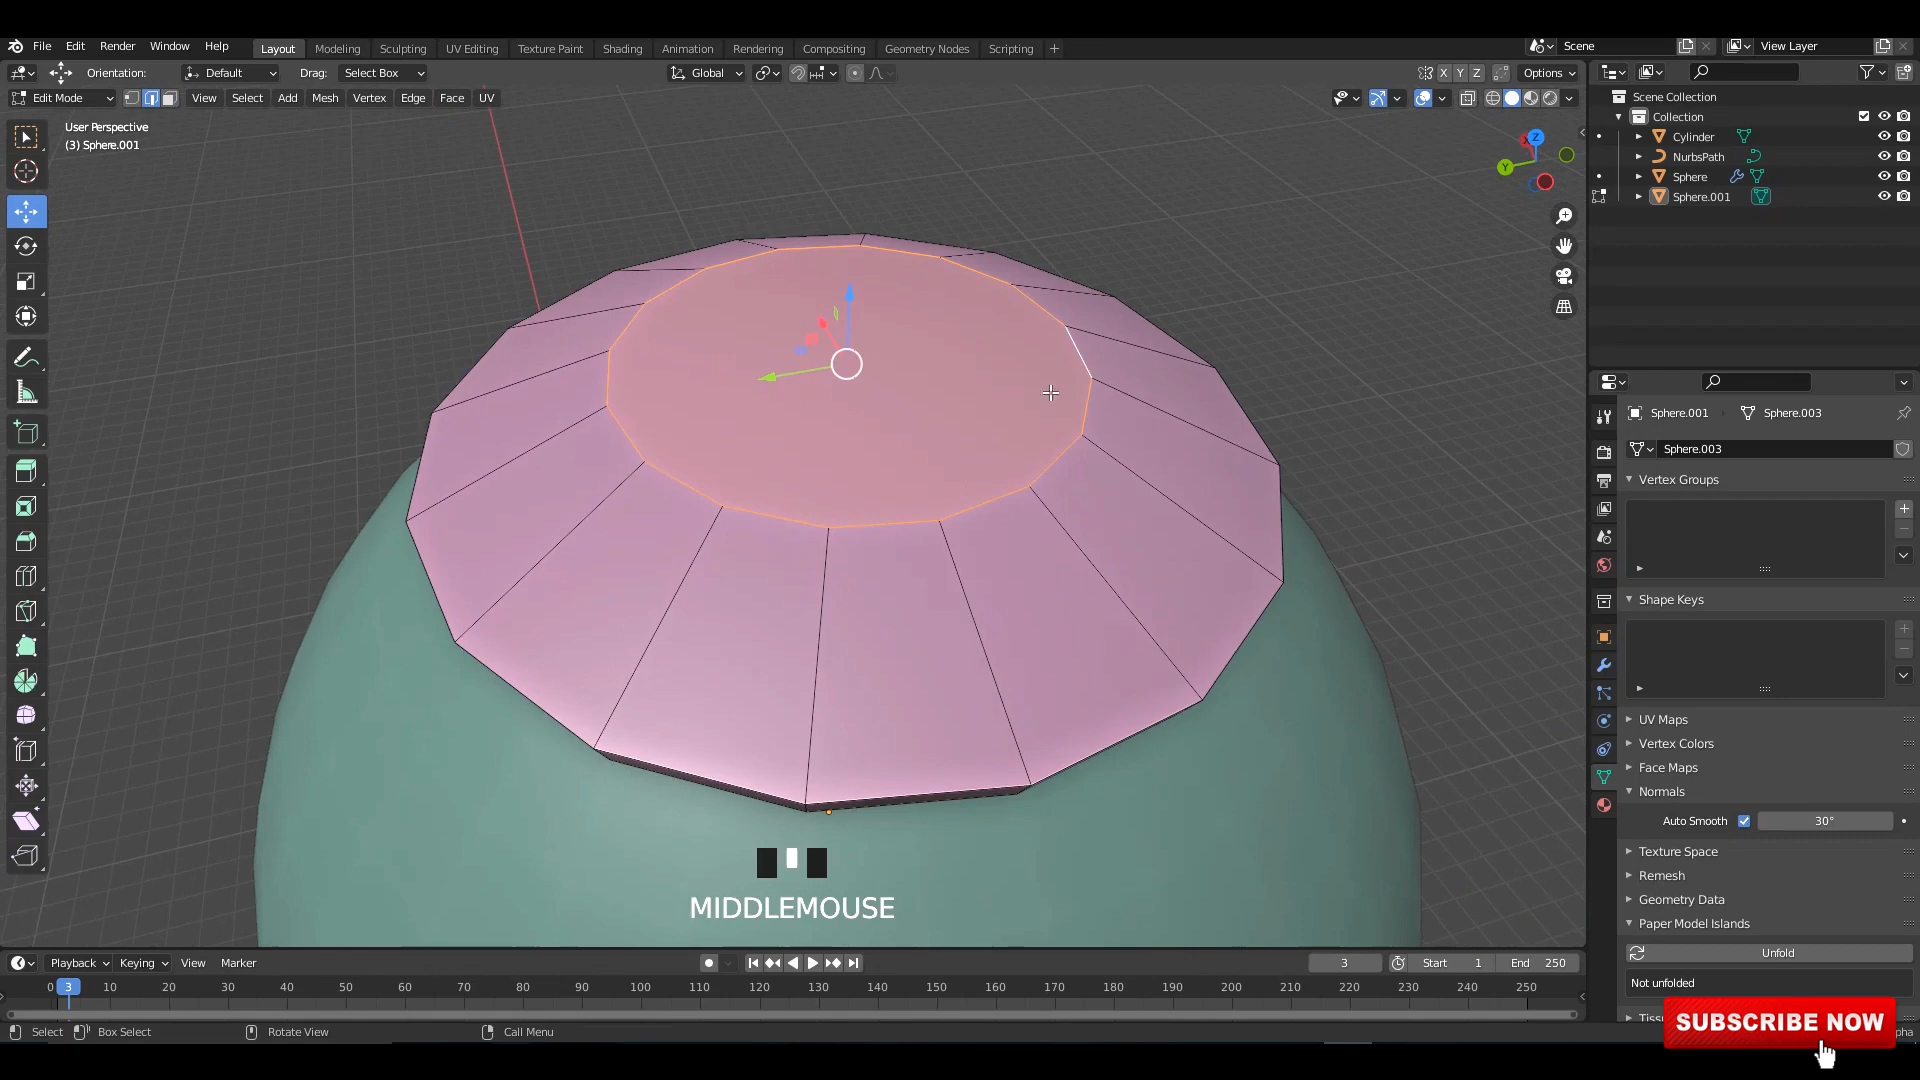 File Edit Render Window Help Layout Modeling Sculpting UV Editing Texture Paint Shading Animation Rendering Compositing Geometry Nodes Scripting + Scene View Layer
Orientation: Default Drag: Select Box Global X Y Z Options
Edit Mode View Select Add Mesh Vertex Edge Face UV
User Perspective
(3) Sphere.001
Z
Y
Scene Collection
Collection
Cylinder
NurbsPath
Sphere
Sphere.001
Sphere.001 Sphere.003
Sphere.003
Vertex Groups
Shape Keys
UV Maps
Vertex Colors
Face Maps
Normals
Auto Smooth 30°
Texture Space
Remesh
Geometry Data
Paper Model Islands
Unfold
Not unfolded
MIDDLEMOUSE
Playback Keying View Marker 3 Start 1 End 250
0 3 10 20 30 40 50 60 70 80 90 100 110 120 130 140 150 160 170 180 190 200 210 220 230 240 250
Select Box Select Rotate View Call Menu
SUBSCRIBE NOW